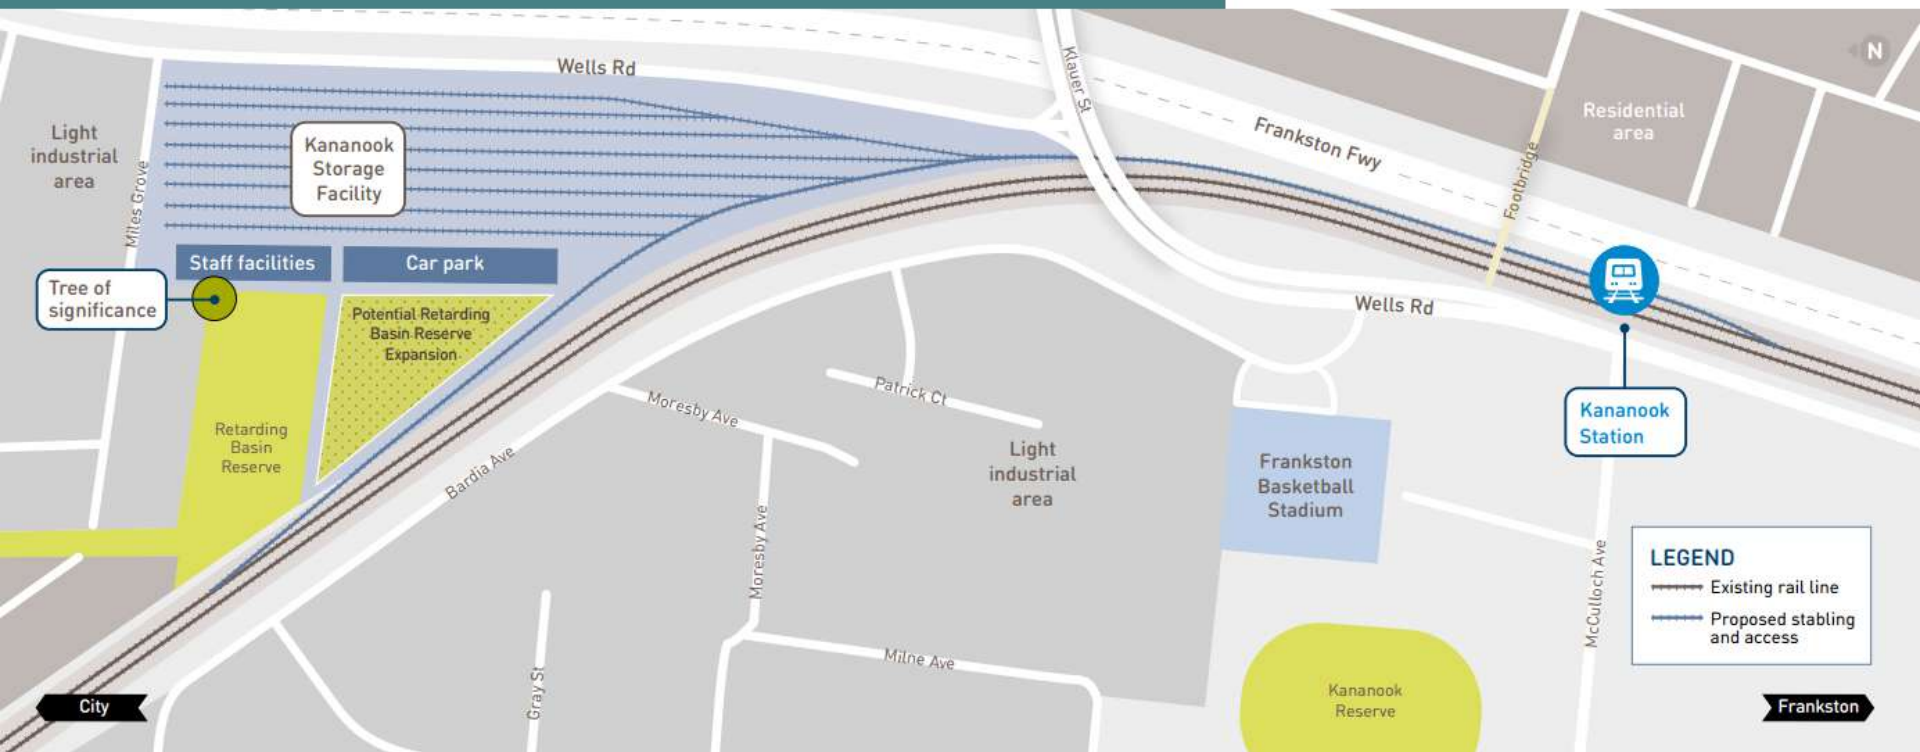 Wells Rd
Klauer St
N
Light
industrial
area
Miles Grove
Kananook
Storage
Facility
Residential
area
Frankston Fwy
Footbridge
Staff facilities
Car park
Tree of
significance
Potential Retarding
Basin Reserve
Expansion
Wells Rd
Retarding
Basin
Reserve
Moresby Ave
Patrick Ct
Bardia Ave
Light
industrial
area
Frankston
Basketball
Stadium
Kananook
Station
Moresby Ave
McCulloch Ave
LEGEND
Existing rail line
Proposed stabling
and access
Milne Ave
Gray St
Kananook
Reserve
City
Frankston